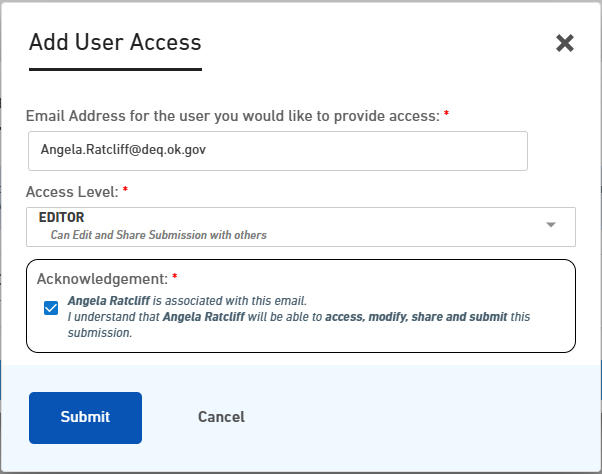 Add User Access
Email Address for the user you would like to provide access: *
Angela.Ratcliff@deq.ok.gov
Access Level: *
EDITOR
Can Edit and Share Submission with others
Acknowledgement: *
Angela Ratcliff is associated with this email.
I understand that Angela Ratcliff will be able to access, modify, share and submit this
submission.
Submit
Cancel